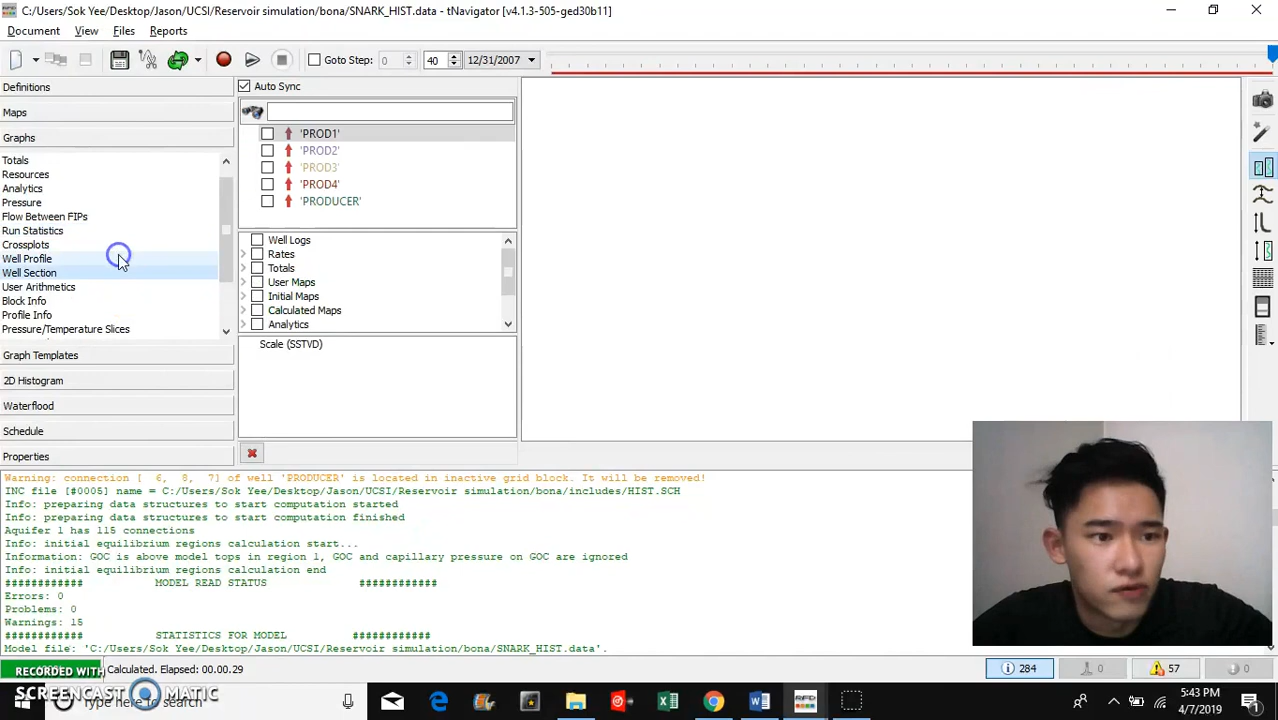 C:/Users/Sok Yee/Desktop/Jason/UCSI/Reservoir simulation/bona/SNARK_HIST.data - tNavigator [v4.1.3-505-ged30b11]
Document View Files Reports
Goto Step: 0 40 12/31/2007
Definitions
Maps
Graphs
Totals
Resources
Analytics
Pressure
Flow Between FIPs
Run Statistics
Crossplots
Well Profile
Well Section
User Arithmetics
Block Info
Profile Info
Pressure/Temperature Slices
Graph Templates
2D Histogram
Waterflood
Schedule
Properties
Auto Sync
'PROD1'
'PROD2'
'PROD3'
'PROD4'
'PRODUCER'
Well Logs
Rates
Totals
User Maps
Initial Maps
Calculated Maps
Analytics
Scale (SSTVD)
Warning: connection [ 6, 8, 7] of well 'PRODUCER' is located in inactive grid block. It will be removed!
INC file [#0005] name = C:/Users/Sok Yee/Desktop/Jason/UCSI/Reservoir simulation/bona/includes/HIST.SCH
Info: preparing data structures to start computation started
Info: preparing data structures to start computation finished
Aquifer 1 has 115 connections
Info: initial equilibrium regions calculation start...
Information: GOC is above model tops in region 1, GOC and capillary pressure on GOC are ignored
Info: initial equilibrium regions calculation end
############ MODEL READ STATUS ############
Errors: 0
Problems: 0
Warnings: 15
############ STATISTICS FOR MODEL ############
Model file: 'C:/Users/Sok Yee/Desktop/Jason/UCSI/Reservoir simulation/bona/SNARK_HIST.data'.
Calculated. Elapsed: 00.00.29
284 0 57 0
RECORDED WITH
SCREENCAST MATIC
Type here to search
5:43 PM
4/7/2019